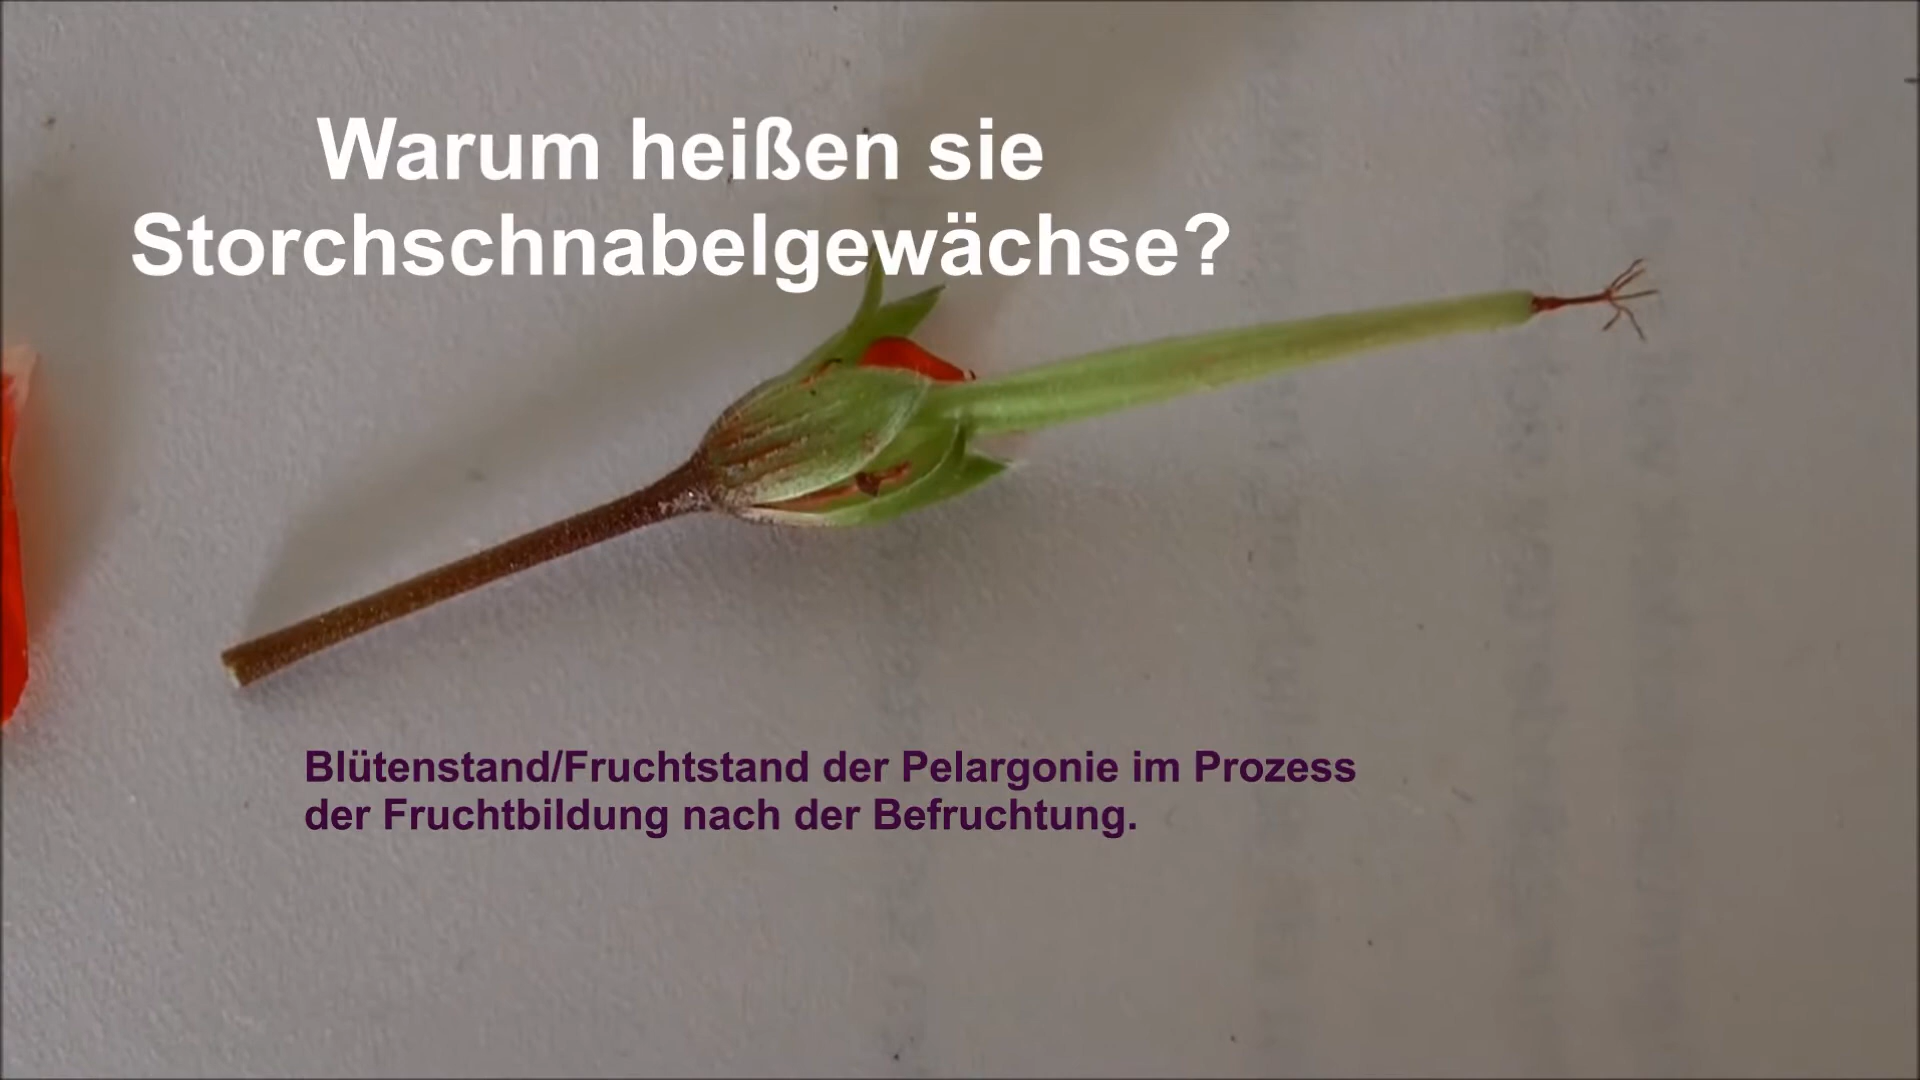 Warum heißen sie
Storchschnabelgewächse?
Blütenstand/Fruchtstand der Pelargonie im Prozess
der Fruchtbildung nach der Befruchtung.